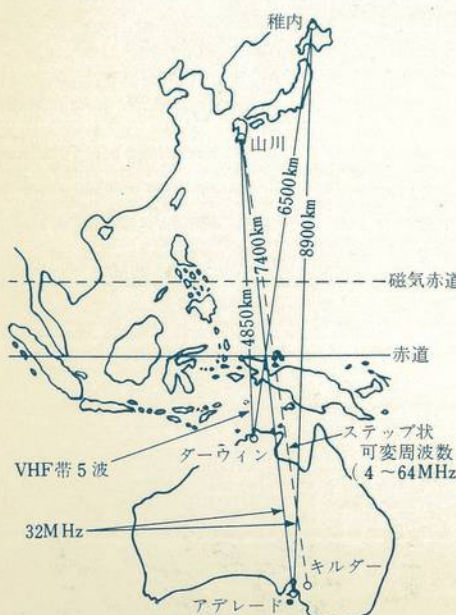 稚内
山川
6500km
8900km
7400km
4850km
磁気赤道
赤道
ステップ状
可変周波数
(4～64MHz
VHF帯5波
ダーウィン
32MHz
キルダー
アデレード